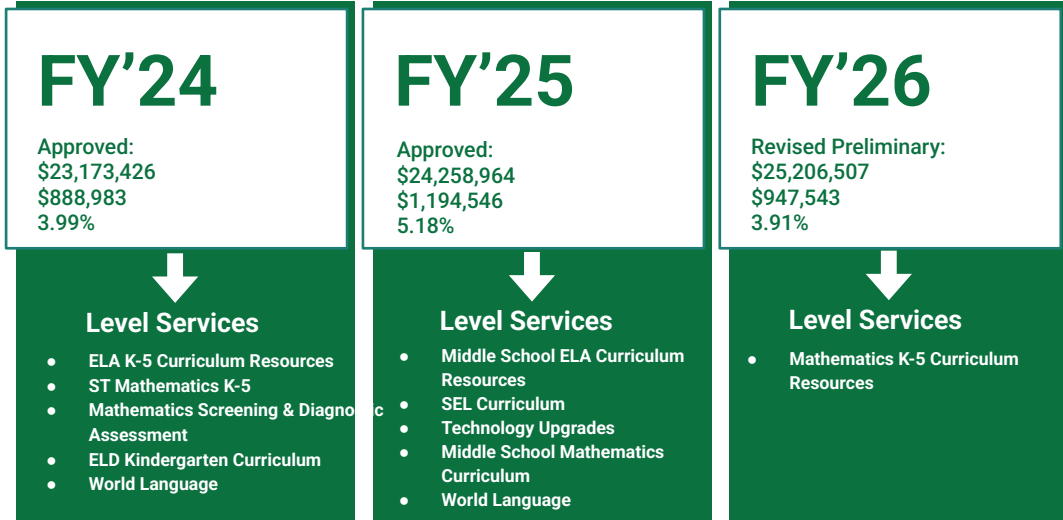 FY’24
Approved:
$23,173,426
$888,983
3.99%
Level Services
● ELA K-5 Curriculum Resources
● ST Mathematics K-5
● Mathematics Screening & Diagnostic
Assessment
● ELD Kindergarten Curriculum
● World Language
FY’25
Approved:
$24,258,964
$1,194,546
5.18%
Level Services
● Middle School ELA Curriculum
Resources
● SEL Curriculum
● Technology Upgrades
● Middle School Mathematics
Curriculum
● World Language
FY’26
Revised Preliminary:
$25,206,507
$947,543
3.91%
Level Services
● Mathematics K-5 Curriculum
Resources